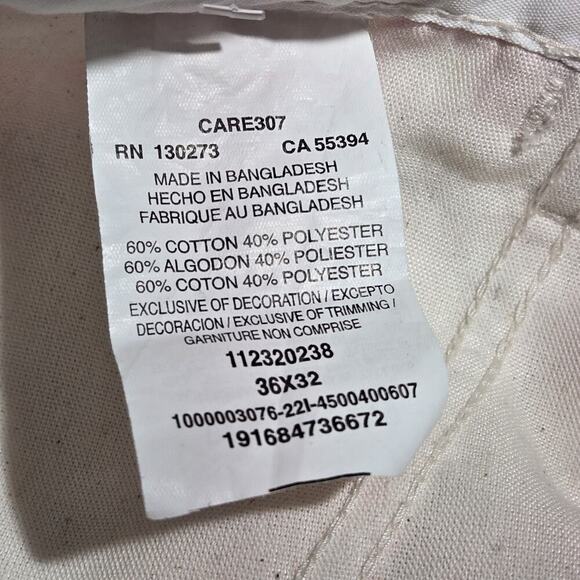 CARE307
RN 130273 CA 55394
MADE IN BANGLADESH
HECHO EN BANGLADESH
FABRIQUE AU BANGLADESH
60% COTTON 40% POLYESTER
60% ALGODON 40% POLIESTER
60% COTON 40% POLYESTER
EXCLUSIVE OF DECORATION / EXCEPTO
DECORACION / EXCLUSIVE OF TRIMMING /
GARNITURE NON COMPRISE
112320238
36X32
1000003076-22I-4500400607
191684736672